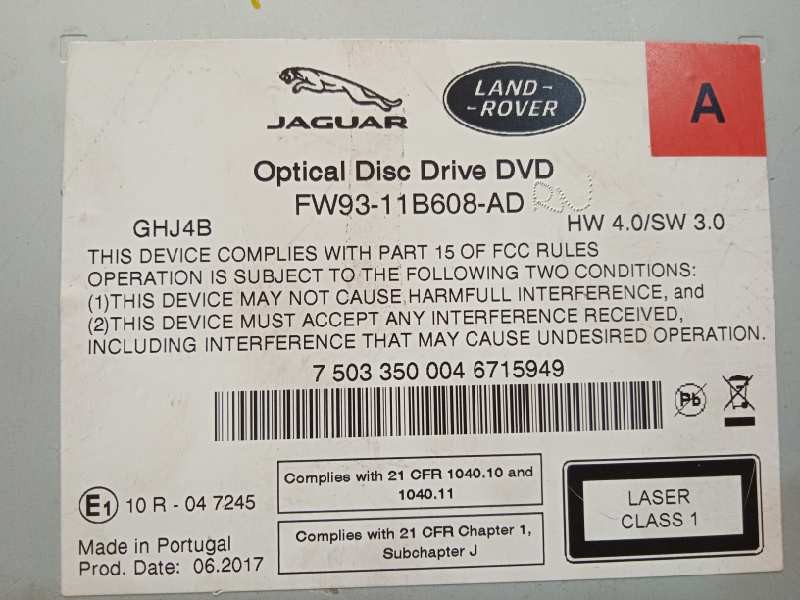 JAGUAR
LAND-
-ROVER
A
Optical Disc Drive DVD
FW93-11B608-AD
GHJ4B
HW 4.0/SW 3.0
THIS DEVICE COMPLIES WITH PART 15 OF FCC RULES
OPERATION IS SUBJECT TO THE FOLLOWING TWO CONDITIONS:
(1)THIS DEVICE MAY NOT CAUSE HARMFULL INTERFERENCE, and
(2)THIS DEVICE MUST ACCEPT ANY INTERFERENCE RECEIVED,
INCLUDING INTERFERENCE THAT MAY CAUSE UNDESIRED OPERATION.
7 503 350 004 6715949
Pb
E1 10 R - 04 7245
Complies with 21 CFR 1040.10 and
1040.11
Complies with 21 CFR Chapter 1,
Subchapter J
LASER
CLASS 1
Made in Portugal
Prod. Date: 06.2017